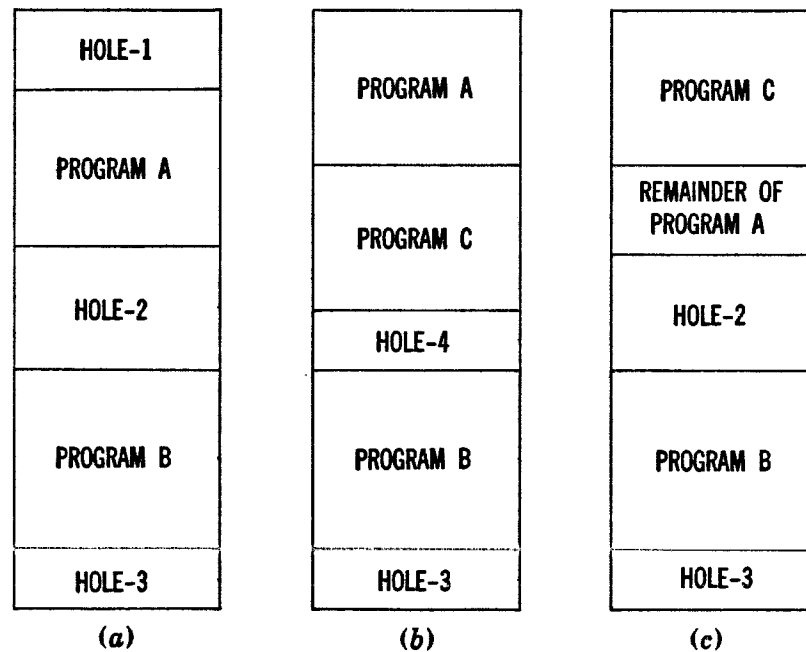 HOLE-1
PROGRAM A
HOLE-2
PROGRAM B
HOLE-3
(a)
PROGRAM A
PROGRAM C
HOLE-4
PROGRAM B
HOLE-3
(b)
PROGRAM C
REMAINDER OF
PROGRAM A
HOLE-2
PROGRAM B
HOLE-3
(c)